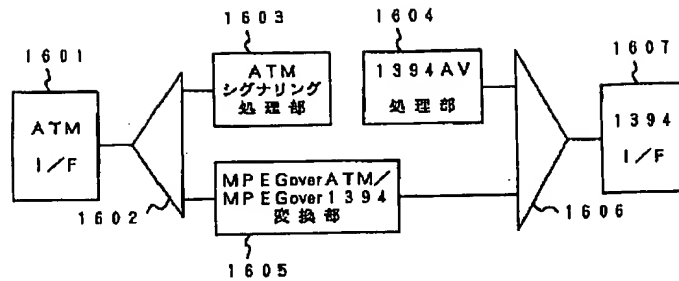 1603
1604
1601
1607
ATM
シグナリング
処理部
1394AV
処理部
ATM
I/F
1394
I/F
MPEGoverATM/
MPEGover1394
変換部
1602
1606
1605